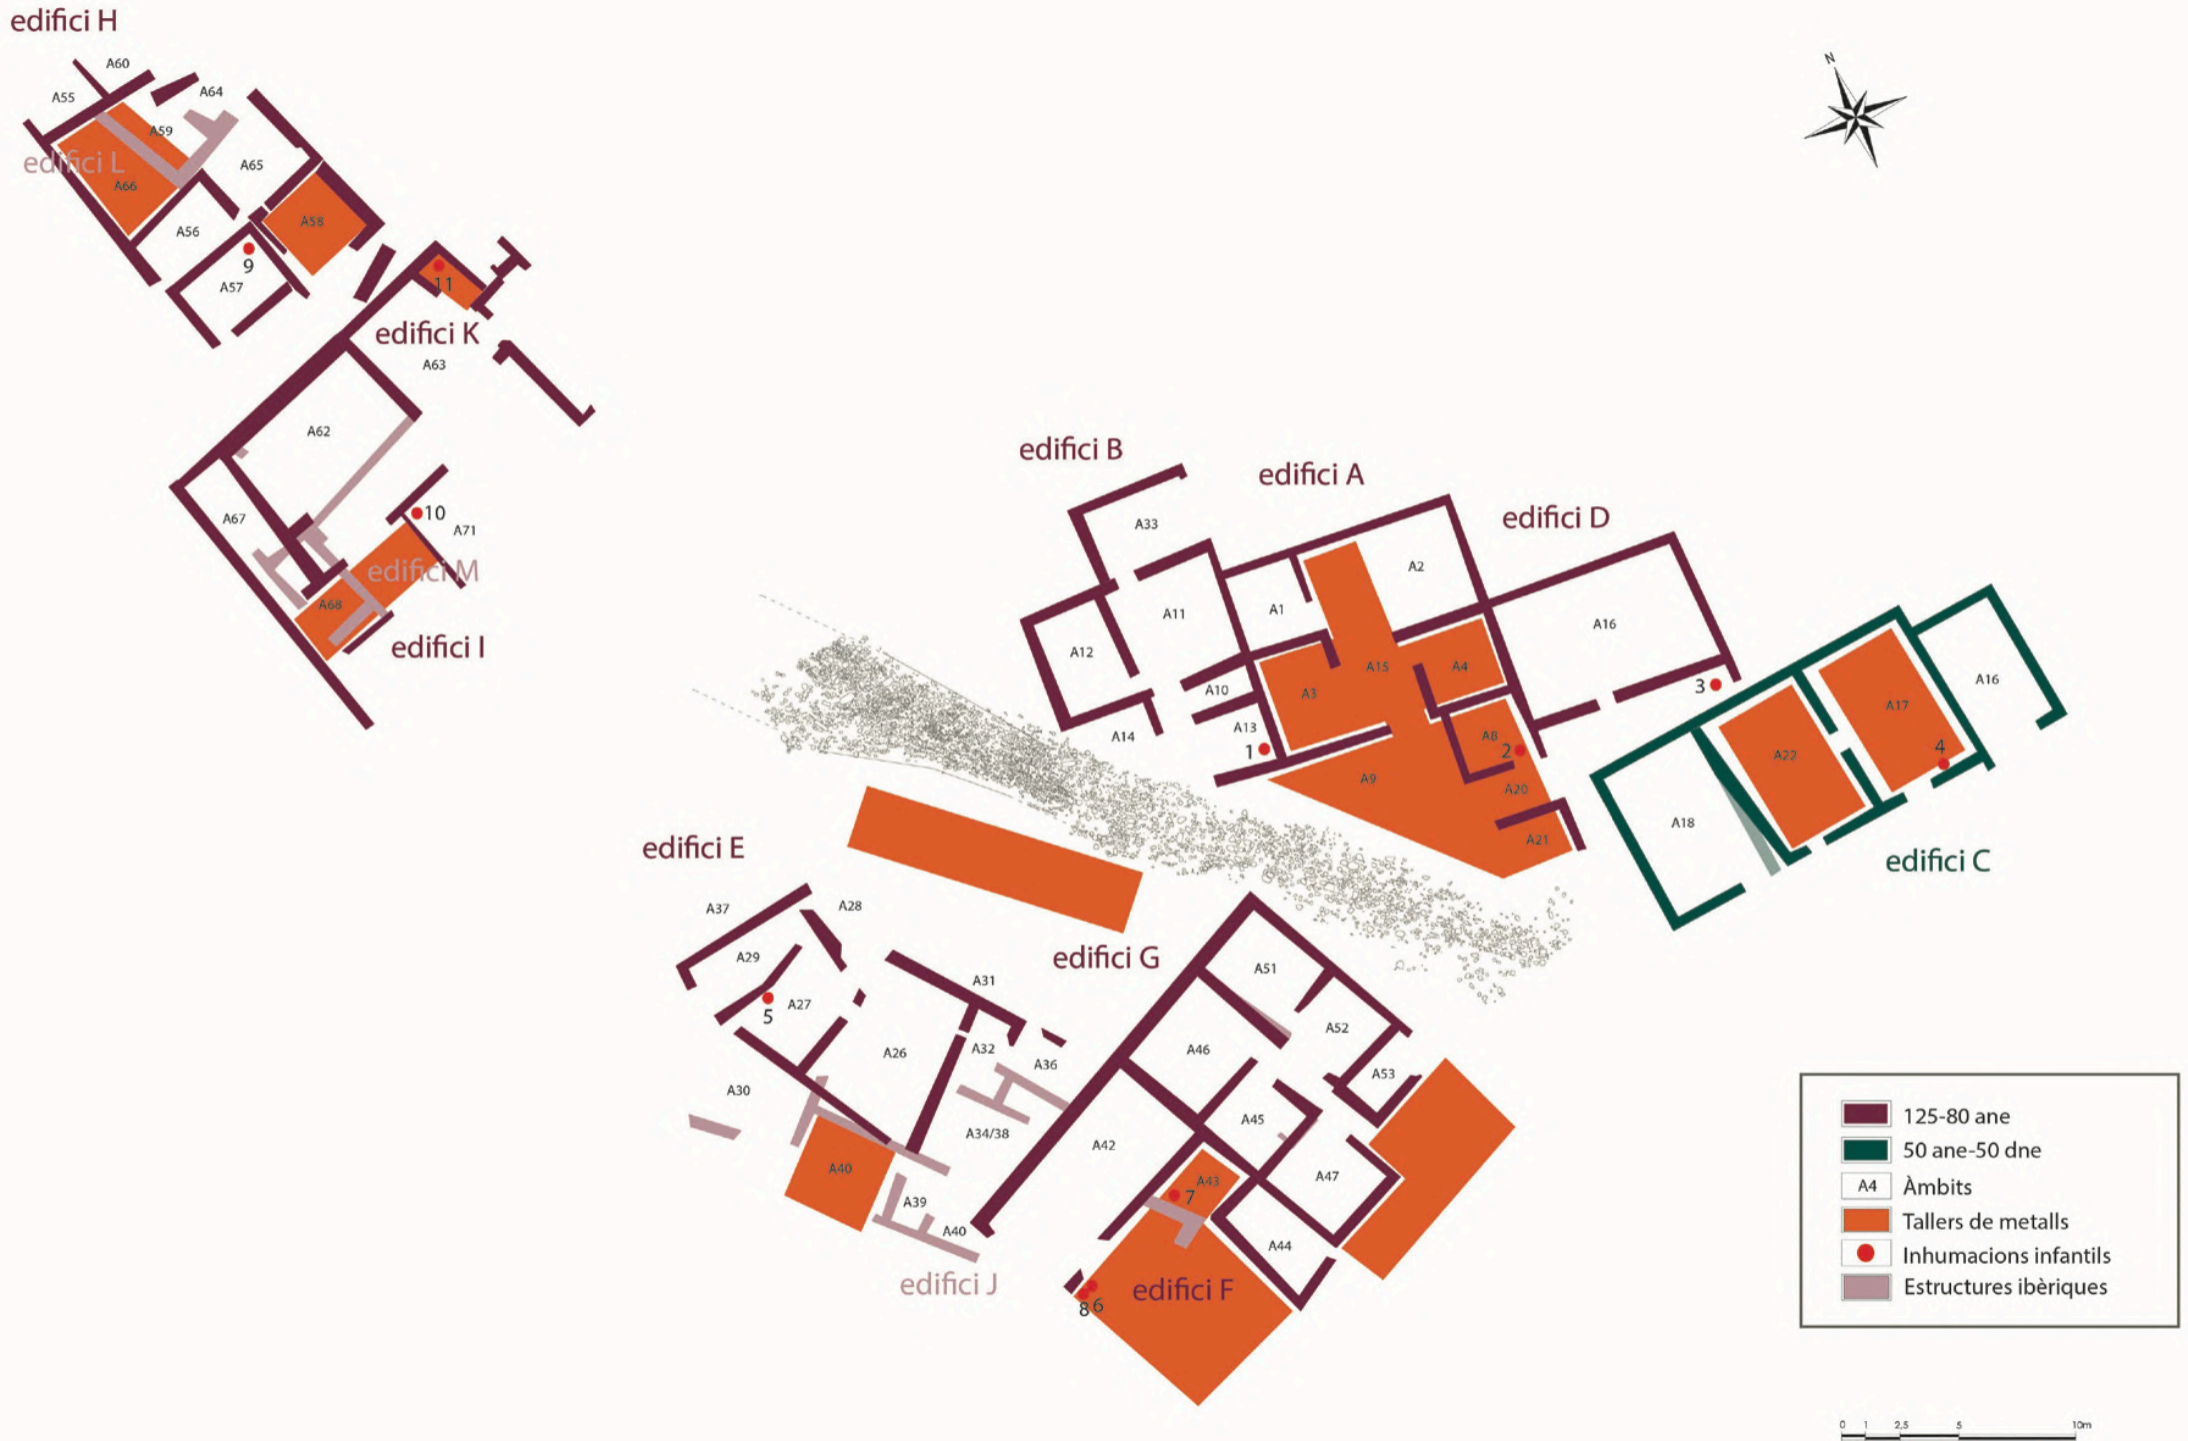 edifici H
A60
A55
A64
A59
edifici L
A65
A66
A58
A56
9
A57
11
edifici K
A63
A62
A67
10
A71
edifici M
A68
edifici I
N
edifici B
edifici A
edifici D
A33
A2
A1
A11
A16
A12
A15
A4
A3
A10
3
A16
A17
A13
A14
1
A8
2
4
A22
A9
A20
A18
A21
edifici C
edifici E
A37
A28
A29
A31
edifici G
A51
A27
5
A26
A32
A36
A52
A46
A53
A30
A34/38
A42
A45
A40
A47
A43
7
A39
A40
A44
edifici J
edifici F
8 6
125-80 ane
50 ane-50 dne
A4 Àmbits
Tallers de metalls
Inhumacions infantils
Estructures ibèriques
0 1 2,5 5 10m